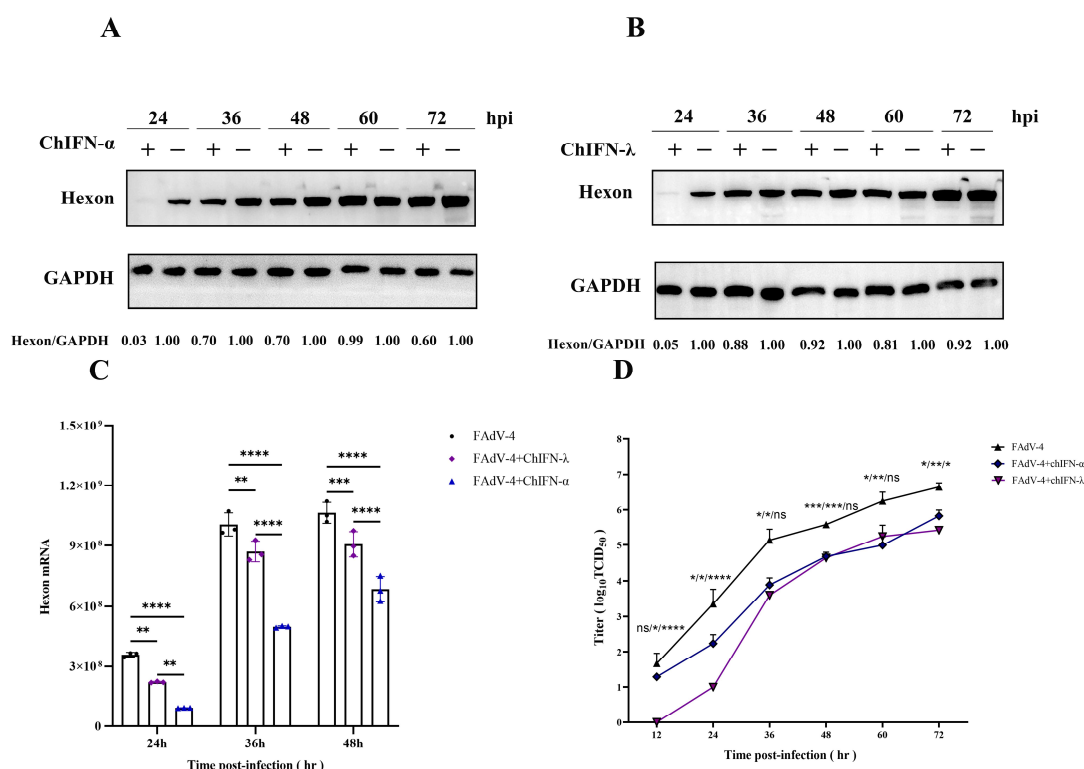 A
24 36 48 60 72 hpi
ChIFN-α + − + − + − + − + −
Hexon
GAPDH
Hexon/GAPDH 0.03 1.00 0.70 1.00 0.70 1.00 0.99 1.00 0.60 1.00
B
24 36 48 60 72 hpi
ChIFN-λ + − + − + − + − + −
Hexon
GAPDH
IIexon/GAPDII 0.05 1.00 0.88 1.00 0.92 1.00 0.81 1.00 0.92 1.00
C
Hexon mRNA
1.5×10⁹
1.2×10⁹
9×10⁸
6×10⁸
3×10⁸
0
**** ** **
**** ** ****
**** *** ****
24h 36h 48h
Time post-infection ( hr )
FAdV-4
FAdV-4+ChIFN-λ
FAdV-4+ChIFN-α
D
Titer ( log₁₀TCID₅₀ )
8
7
6
5
4
3
2
1
0
ns/*/****
*/*/****
*/*/ns
***/***/ns
*/**/ns
*/**/*
12 24 36 48 60 72
Time post-infection ( hr )
FAdV-4
FAdV-4+chIFN-α
FAdV-4+chIFN-λ